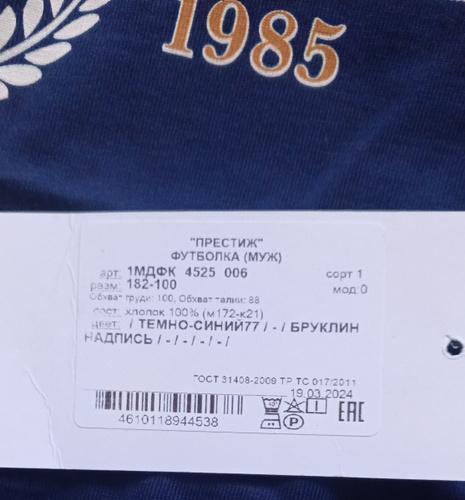 1985
"ПРЕСТИЖ"
ФУТБОЛКА (МУЖ)
арт: 1МДФК 4525 006 сорт 1
разм: 182-100 мод:0
Обхват груди: 100, Обхват талии: 88
сост: хлопок 100% (м172-к21)
цвет: / ТЕМНО-СИНИЙ77 / - / БРУКЛИН
НАДПИСЬ / - / - / - / - /
ГОСТ 31408-2009 ТР ТС 017/2011
19.03.2024
4610118944538
EAC